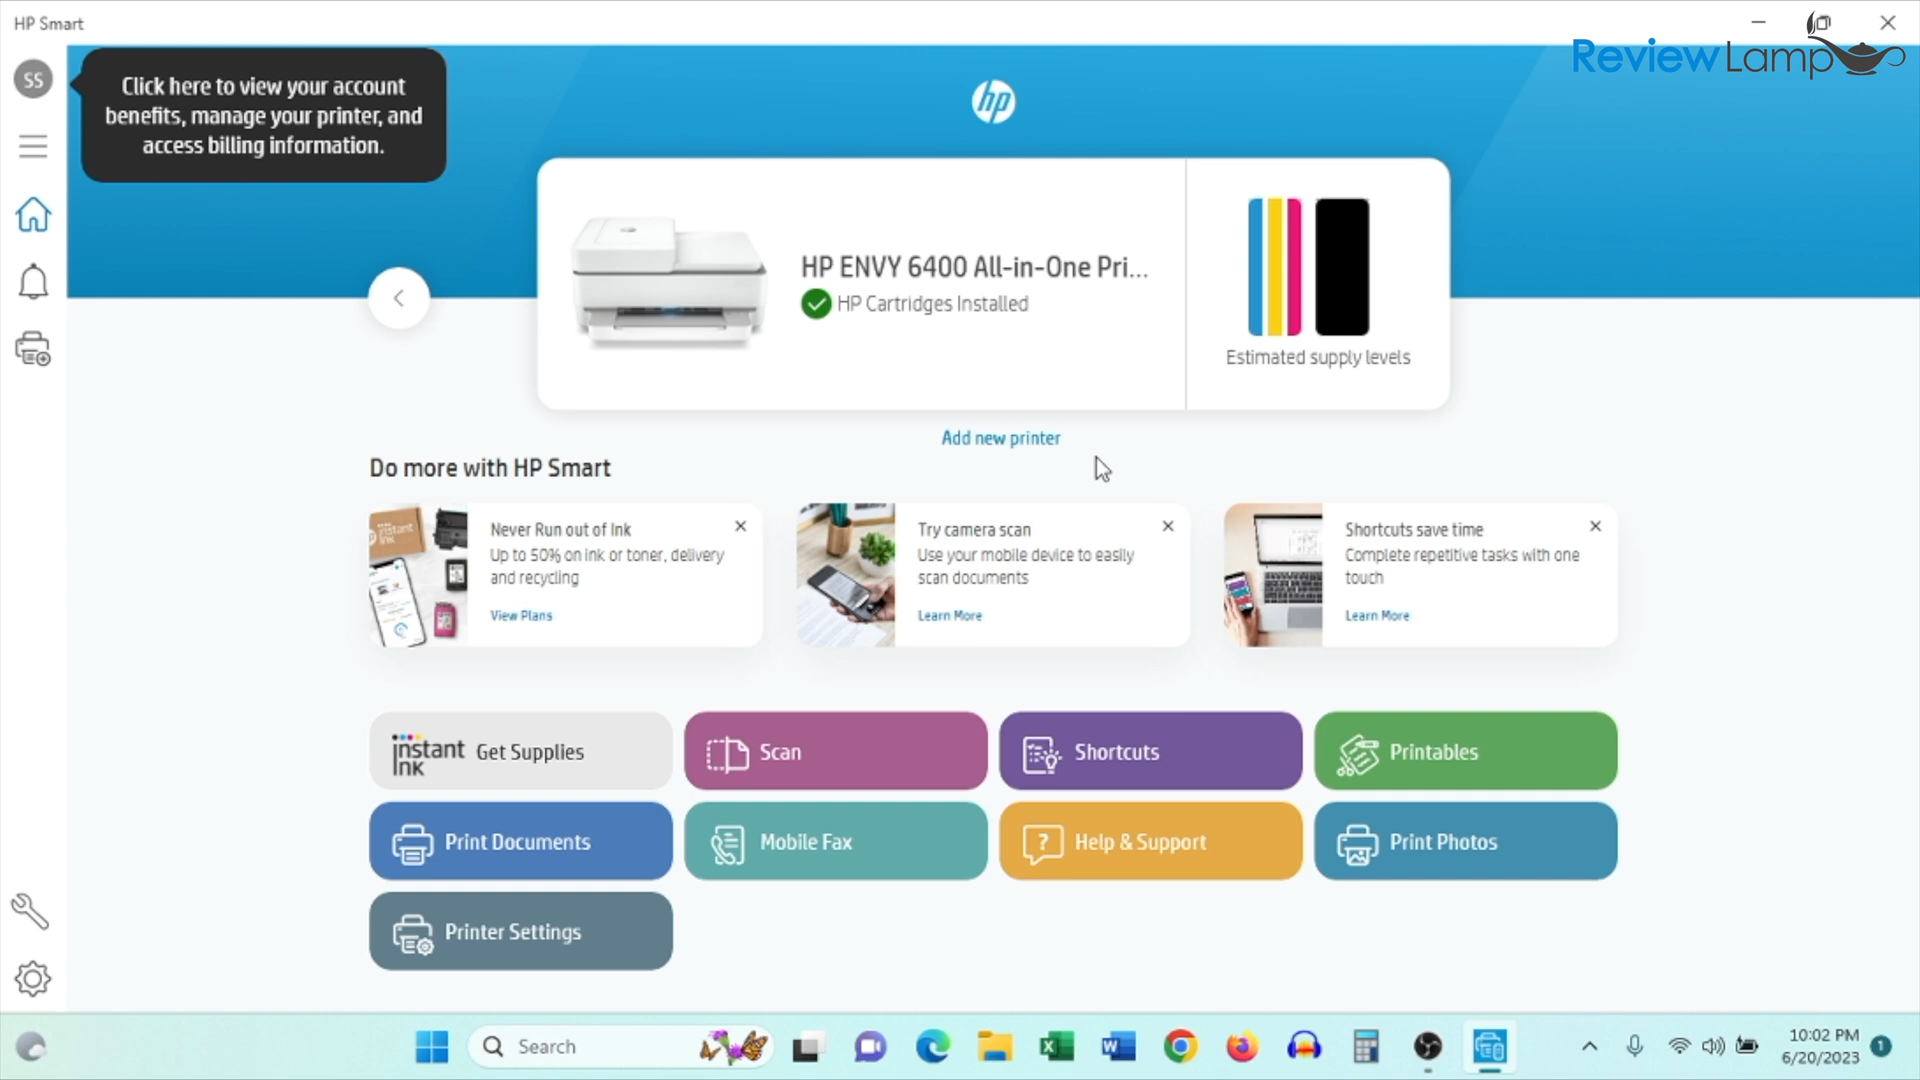 HP Smart
ReviewLamp
SS
Click here to view your account
benefits, manage your printer, and
access billing information.
hp
HP ENVY 6400 All-in-One Pri...
HP Cartridges Installed
Estimated supply levels
Add new printer
Do more with HP Smart
Never Run out of Ink
Up to 50% on ink or toner, delivery
and recycling
View Plans
Try camera scan
Use your mobile device to easily
scan documents
Learn More
Shortcuts save time
Complete repetitive tasks with one
touch
Learn More
instant
ink
Get Supplies
Scan
Shortcuts
Printables
Print Documents
Mobile Fax
Help & Support
Print Photos
Printer Settings
Search
10:02 PM
6/20/2023
1